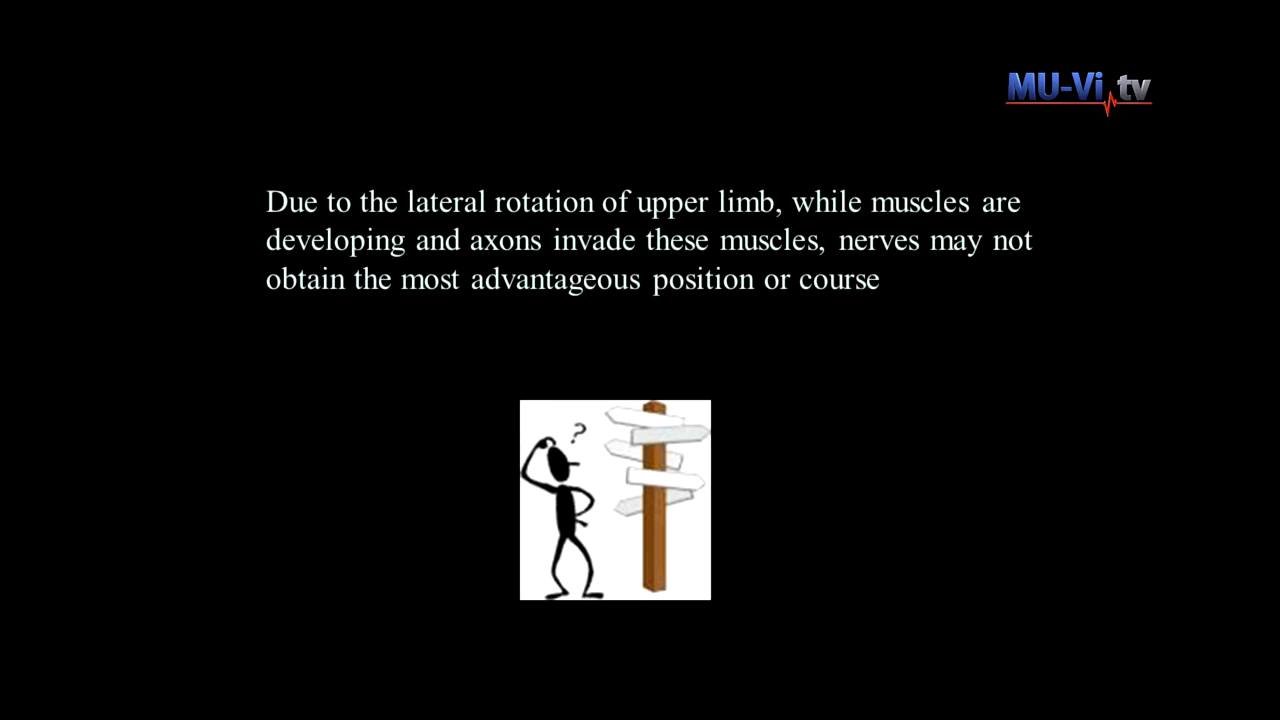 MU-Vi tv
Due to the lateral rotation of upper limb, while muscles are
developing and axons invade these muscles, nerves may not
obtain the most advantageous position or course
?